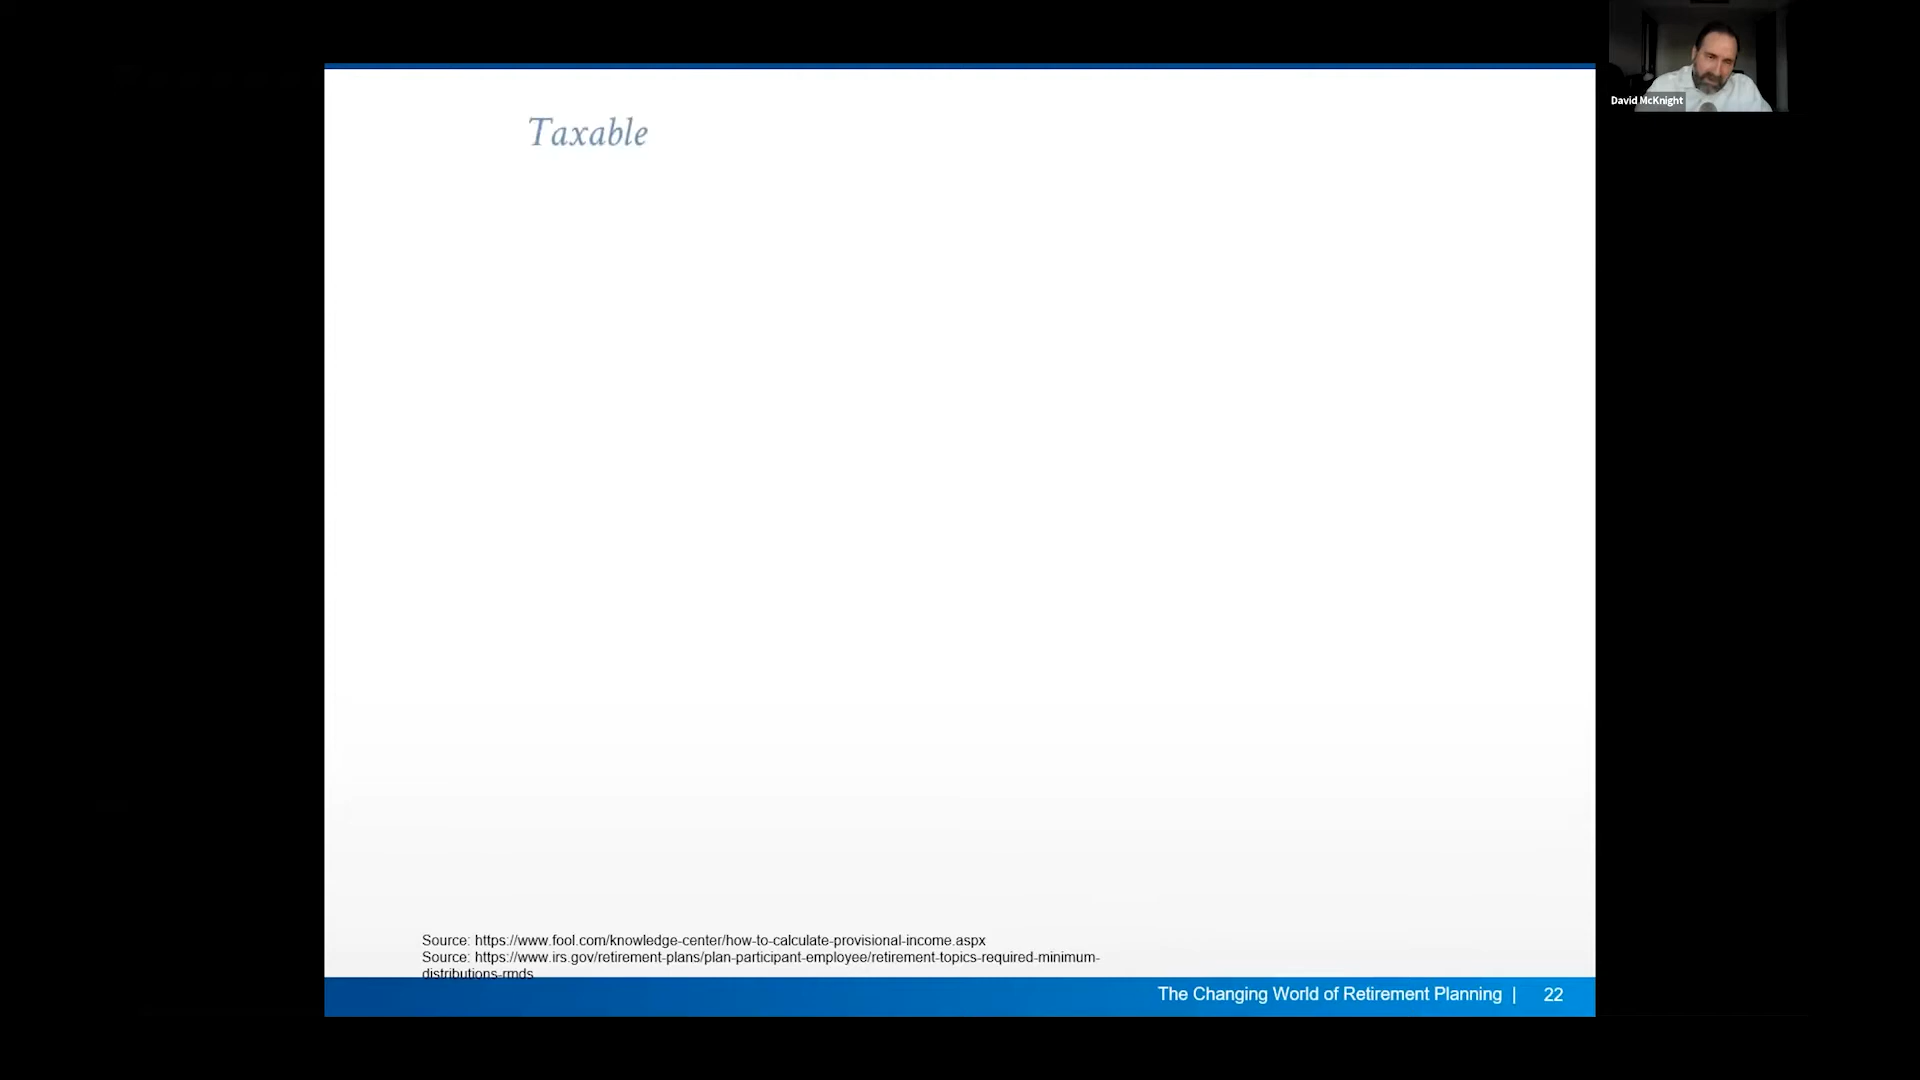 David McKnight
Taxable
Source: https://www.fool.com/knowledge-center/how-to-calculate-provisional-income.aspx
Source: https://www.irs.gov/retirement-plans/plan-participant-employee/retirement-topics-required-minimum-
distributions-rmds
The Changing World of Retirement Planning | 22